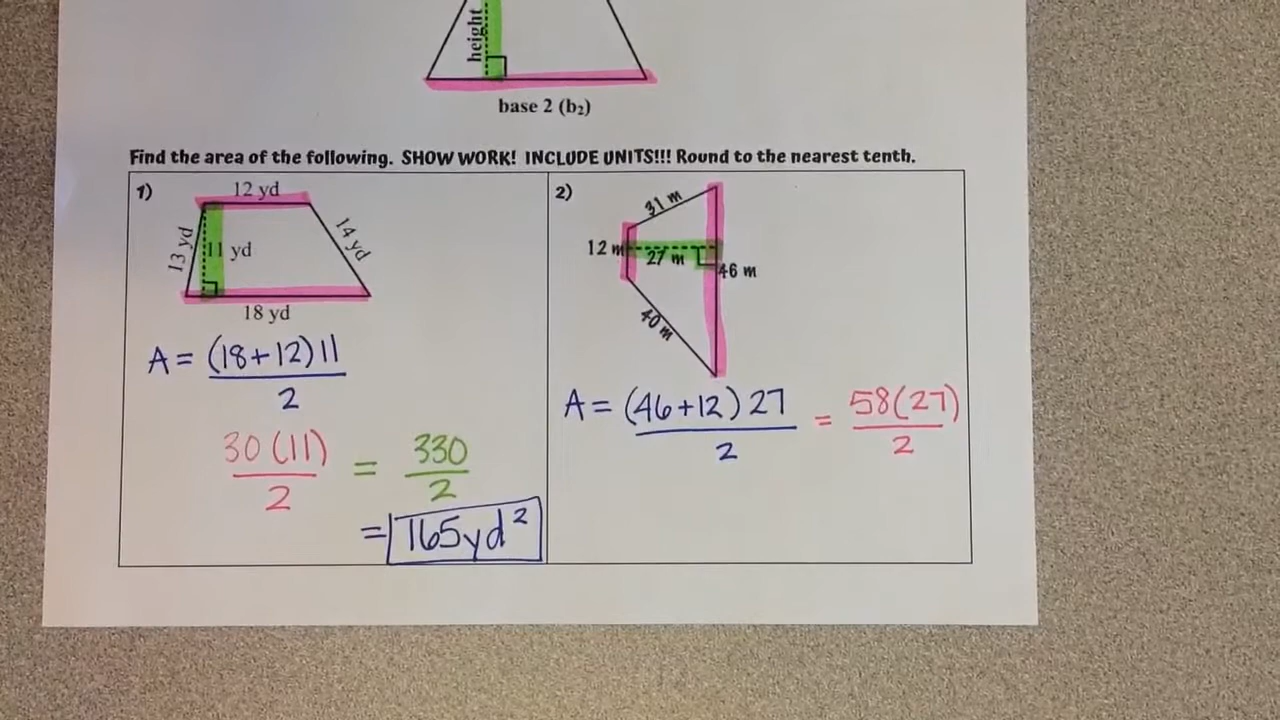 height
base 2 (b₂)
Find the area of the following. SHOW WORK! INCLUDE UNITS!!! Round to the nearest tenth.
1)
12 yd
13 yd
11 yd
14 yd
18 yd
A = (18+12)11
2
30(11)
2
= 330
2
= 165yd²
2)
31 m
12 m
27 m
46 m
40 m
A = (46+12)27
2
= 58(27)
2